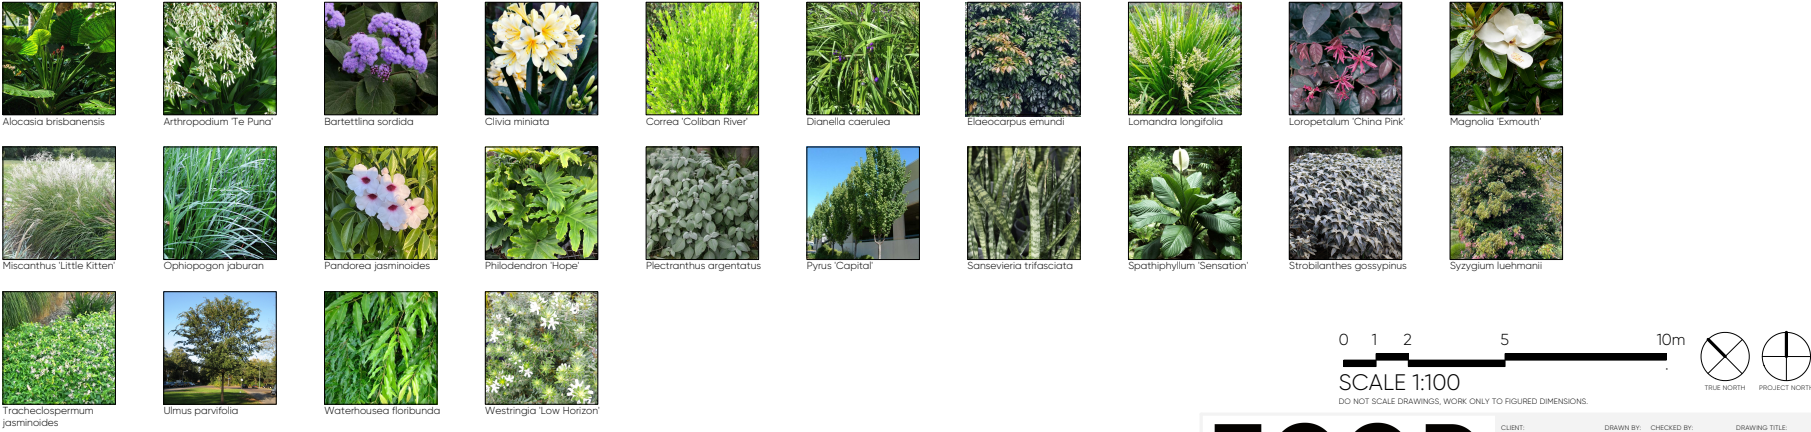 Alocasia brisbanensis
Arthropodium 'Te Puna'
Bartettlina sordida
Clivia miniata
Correa 'Coliban River'
Dianella caerulea
Elaeocarpus emundi
Lomandra longifolia
Loropetalum 'China Pink'
Magnolia 'Exmouth'
Miscanthus 'Little Kitten'
Ophiopogon jaburan
Pandorea jasminoides
Philodendron 'Hope'
Plectranthus argentatus
Pyrus 'Capital'
Sansevieria trifasciata
Spathiphyllum 'Sensation'
Strobilanthes gossypinus
Syzygium luehmanii
Tracheclospermum
jasminoides
Ulmus parvifolia
Waterhousea floribunda
Westringia 'Low Horizon'
0 1 2 5 10m
SCALE 1:100
DO NOT SCALE DRAWINGS, WORK ONLY TO FIGURED DIMENSIONS.
TRUE NORTH
PROJECT NORTH
CLIENT:
DRAWN BY:
CHECKED BY:
DRAWING TITLE: